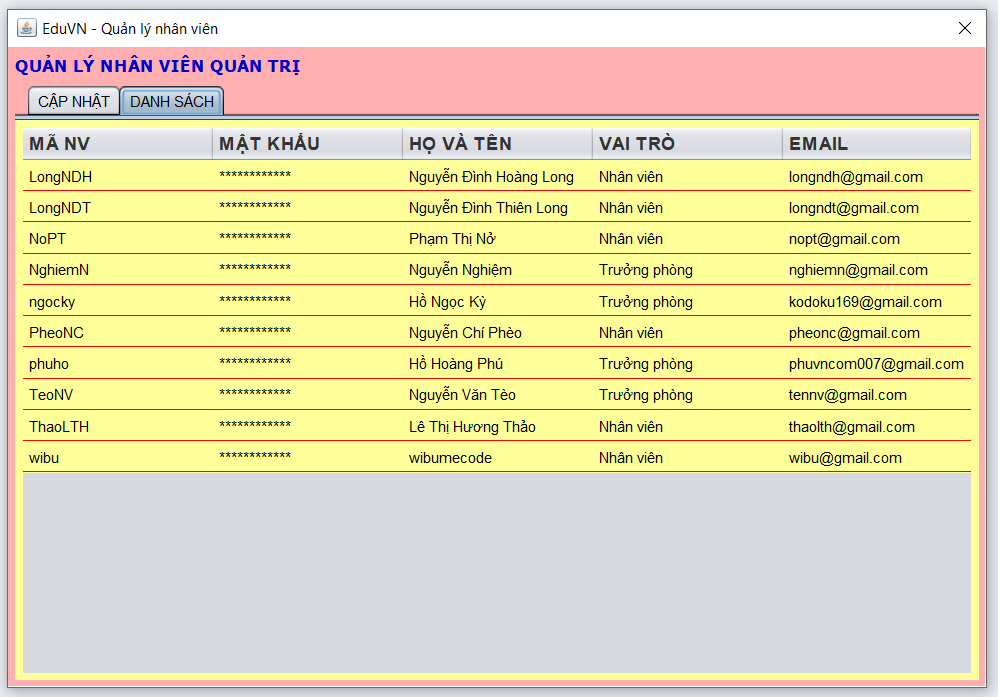 EduVN - Quản lý nhân viên
QUẢN LÝ NHÂN VIÊN QUẢN TRỊ
CẬP NHẬT DANH SÁCH
MÃ NV MẬT KHẨU HỌ VÀ TÊN VAI TRÒ EMAIL
LongNDH ************ Nguyễn Đình Hoàng Long Nhân viên longndh@gmail.com
LongNDT ************ Nguyễn Đình Thiên Long Nhân viên longndt@gmail.com
NoPT ************ Phạm Thị Nở Nhân viên nopt@gmail.com
NghiemN ************ Nguyễn Nghiệm Trưởng phòng nghiemn@gmail.com
ngocky ************ Hồ Ngọc Kỳ Trưởng phòng kodoku169@gmail.com
PheoNC ************ Nguyễn Chí Phèo Nhân viên pheonc@gmail.com
phuho ************ Hồ Hoàng Phú Trưởng phòng phuvncom007@gmail.com
TeoNV ************ Nguyễn Văn Tèo Trưởng phòng tennv@gmail.com
ThaoLTH ************ Lê Thị Hương Thảo Nhân viên thaolth@gmail.com
wibu ************ wibumecode Nhân viên wibu@gmail.com